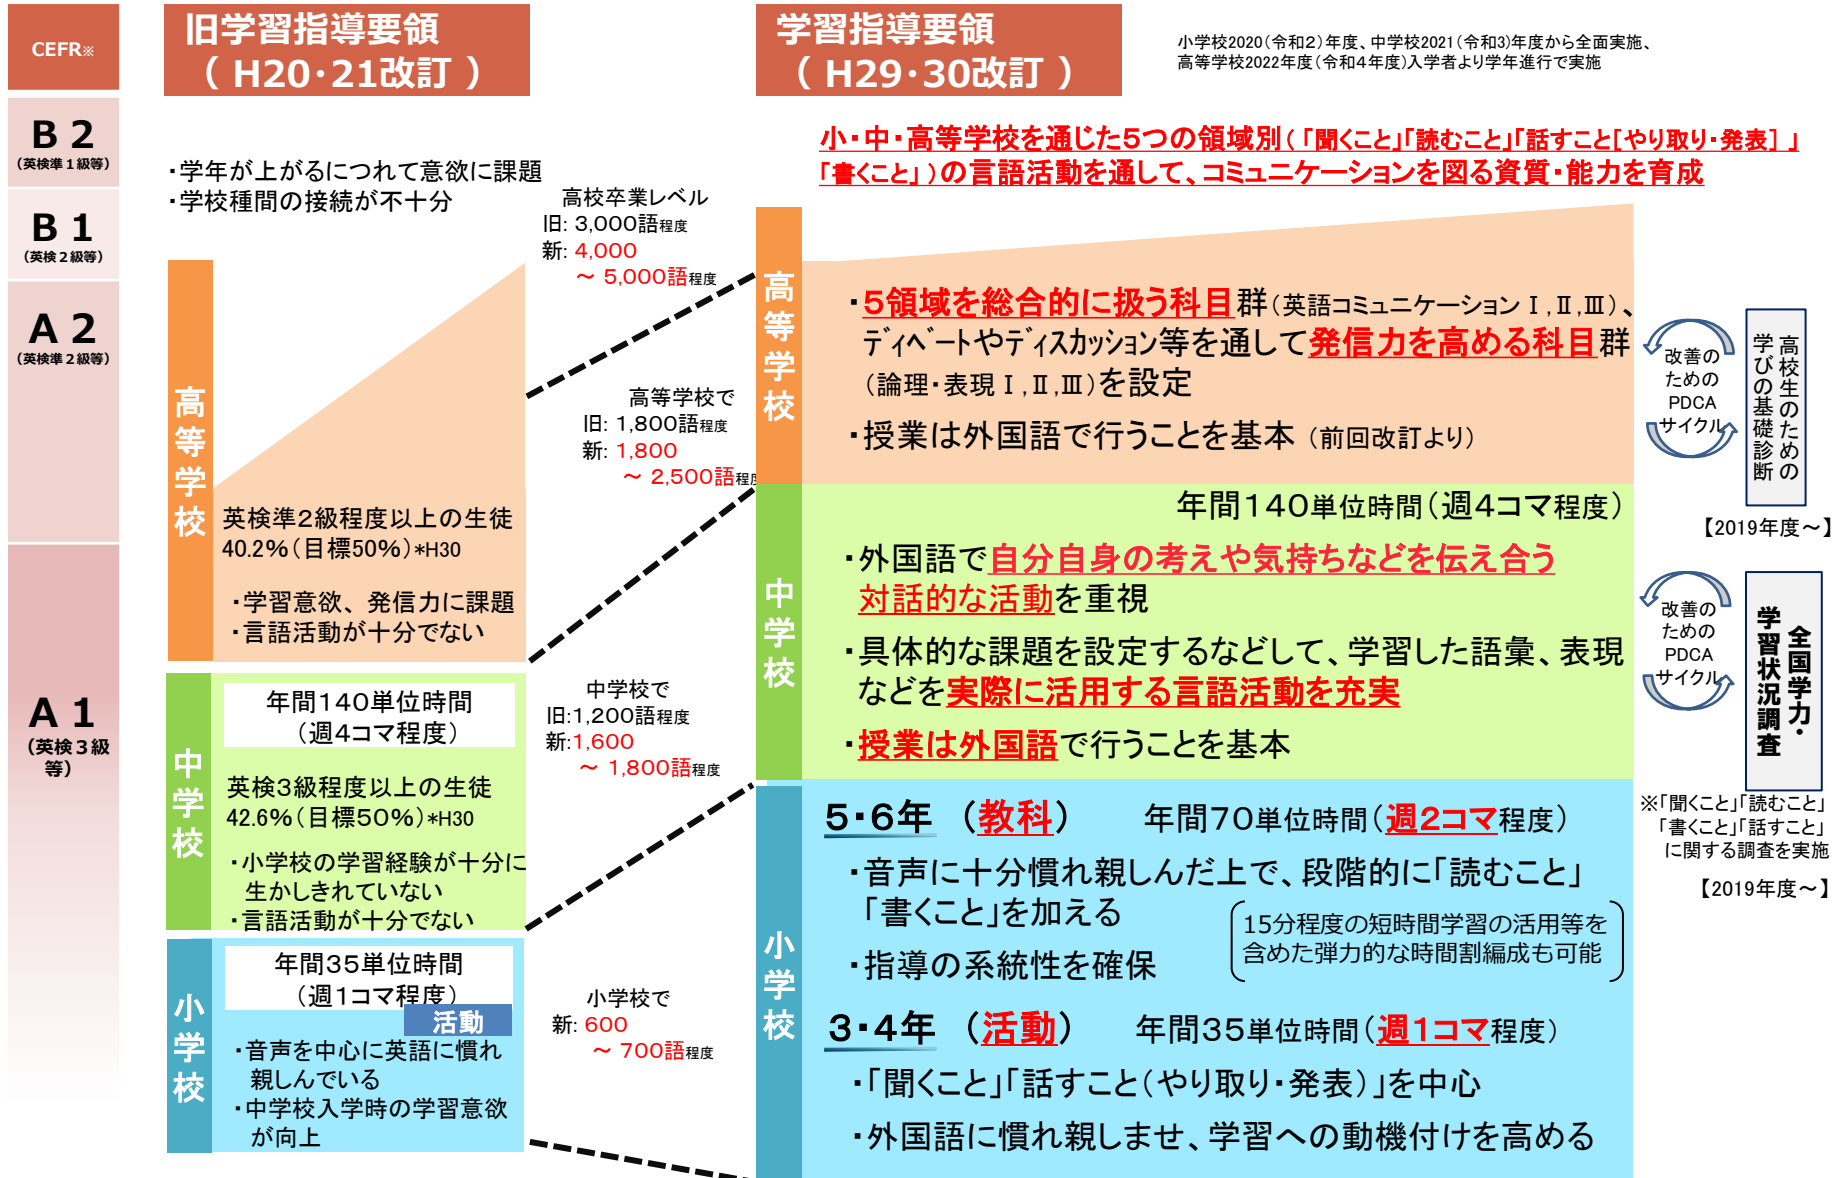 CEFR※
B 2
（英検準１級等）
B 1
（英検２級等）
A 2
（英検準２級等）
A 1
（英検３級
等）
旧学習指導要領
（ H20・21改訂 ）
・学年が上がるにつれて意欲に課題
・学校種間の接続が不十分
高等学校
英検準２級程度以上の生徒
40.2%（目標50%）*H30
・学習意欲、発信力に課題
・言語活動が十分でない
中学校
年間１４０単位時間
（週４コマ程度）
英検３級程度以上の生徒
42.6%（目標５０%）*H30
・小学校の学習経験が十分に
生かしきれていない
・言語活動が十分でない
小学校
年間３５単位時間
（週１コマ程度）
活動
・音声を中心に英語に慣れ
親しんでいる
・中学校入学時の学習意欲
が向上
高校卒業レベル
旧: 3,000語程度
新: 4,000
～ 5,000語程度
高等学校で
旧: 1,800語程度
新: 1,800
～ 2,500語程度
中学校で
旧:1,200語程度
新:1,600
～ 1,800語程度
小学校で
新: 600
～ 700語程度
学習指導要領
（ H29・30改訂 ）
小学校2020（令和２）年度、中学校2021（令和3)年度から全面実施、
高等学校2022年度（令和４年度）入学者より学年進行で実施
小・中・高等学校を通じた５つの領域別（「聞くこと」「読むこと」「話すこと[やり取り・発表] 」
「書くこと」）の言語活動を通して、コミュニケーションを図る資質・能力を育成
高等学校
・５領域を総合的に扱う科目群（英語コミュニケーションⅠ,Ⅱ,Ⅲ）、
ディベートやディスカッション等を通して発信力を高める科目群
（論理・表現Ⅰ,Ⅱ,Ⅲ）を設定
・授業は外国語で行うことを基本（前回改訂より）
中学校
年間１４０単位時間（週４コマ程度）
・外国語で自分自身の考えや気持ちなどを伝え合う
対話的な活動を重視
・具体的な課題を設定するなどして、学習した語彙、表現
などを実際に活用する言語活動を充実
・授業は外国語で行うことを基本
小学校
５・６年 （教科） 年間７０単位時間（週２コマ程度）
・音声に十分慣れ親しんだ上で、段階的に「読むこと」
「書くこと」を加える
・指導の系統性を確保
15分程度の短時間学習の活用等を
含めた弾力的な時間割編成も可能
３・４年 （活動） 年間３５単位時間（週１コマ程度）
・「聞くこと」「話すこと（やり取り・発表）」を中心
・外国語に慣れ親しませ、学習への動機付けを高める
改善の
ための
PDCA
サイクル
高校生のための
学びの基礎診断
【2019年度～】
改善の
ための
PDCA
サイクル
全国学力・
学習状況調査
※「聞くこと」「読むこと」
「書くこと」「話すこと」
に関する調査を実施
【2019年度～】